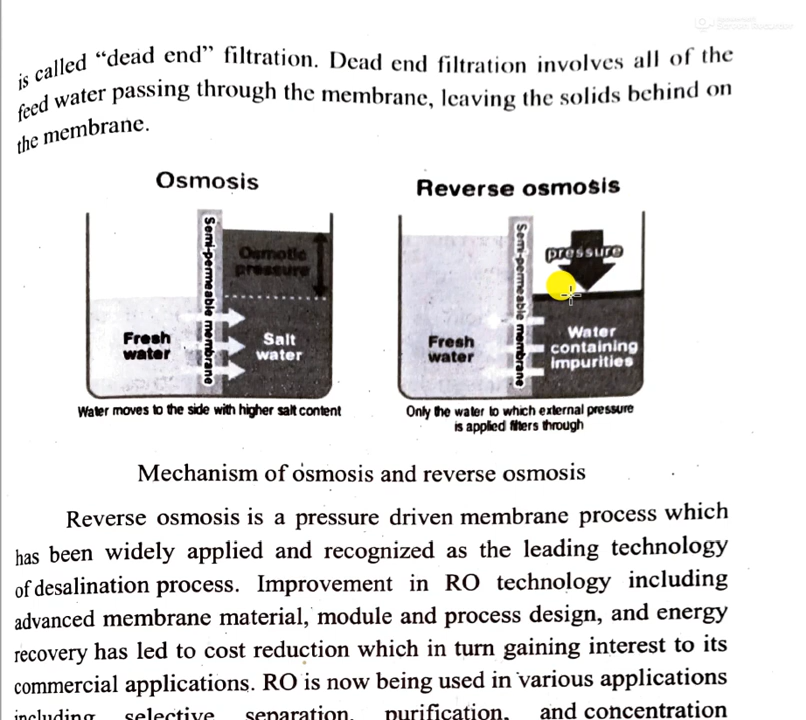 is called “dead end” filtration. Dead end filtration involves all of the
feed water passing through the membrane, leaving the solids behind on
the membrane.
Osmosis
Semi-permeable membrane
Osmotic
pressure
Fresh
water
Salt
water
Water moves to the side with higher salt content
Reverse osmosis
Semi-permeable membrane
pressure
Fresh
water
Water
containing
impurities
Only the water to which external pressure
is applied filters through
Mechanism of osmosis and reverse osmosis
Reverse osmosis is a pressure driven membrane process which
has been widely applied and recognized as the leading technology
of desalination process. Improvement in RO technology including
advanced membrane material, module and process design, and energy
recovery has led to cost reduction which in turn gaining interest to its
commercial applications. RO is now being used in various applications
including selective separation, purification, and concentration